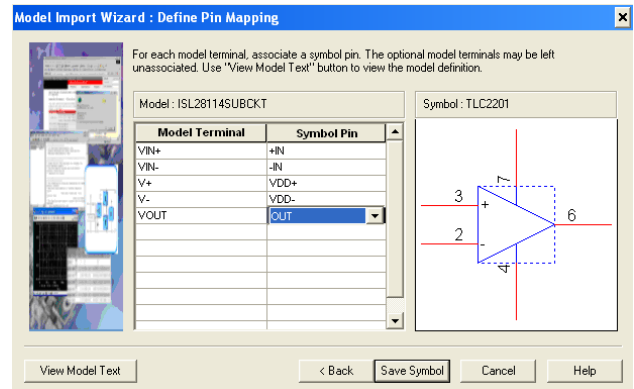 Model Import Wizard : Define Pin Mapping
For each model terminal, associate a symbol pin. The optional model terminals may be left
unassociated. Use "View Model Text" button to view the model definition.
Model : ISL28114SUBCKT
Symbol : TLC2201
Model Terminal Symbol Pin
VIN+ +IN
VIN- -IN
V+ VDD+
V- VDD-
VOUT OUT
7
3 +
6
2 -
4
View Model Text < Back Save Symbol Cancel Help